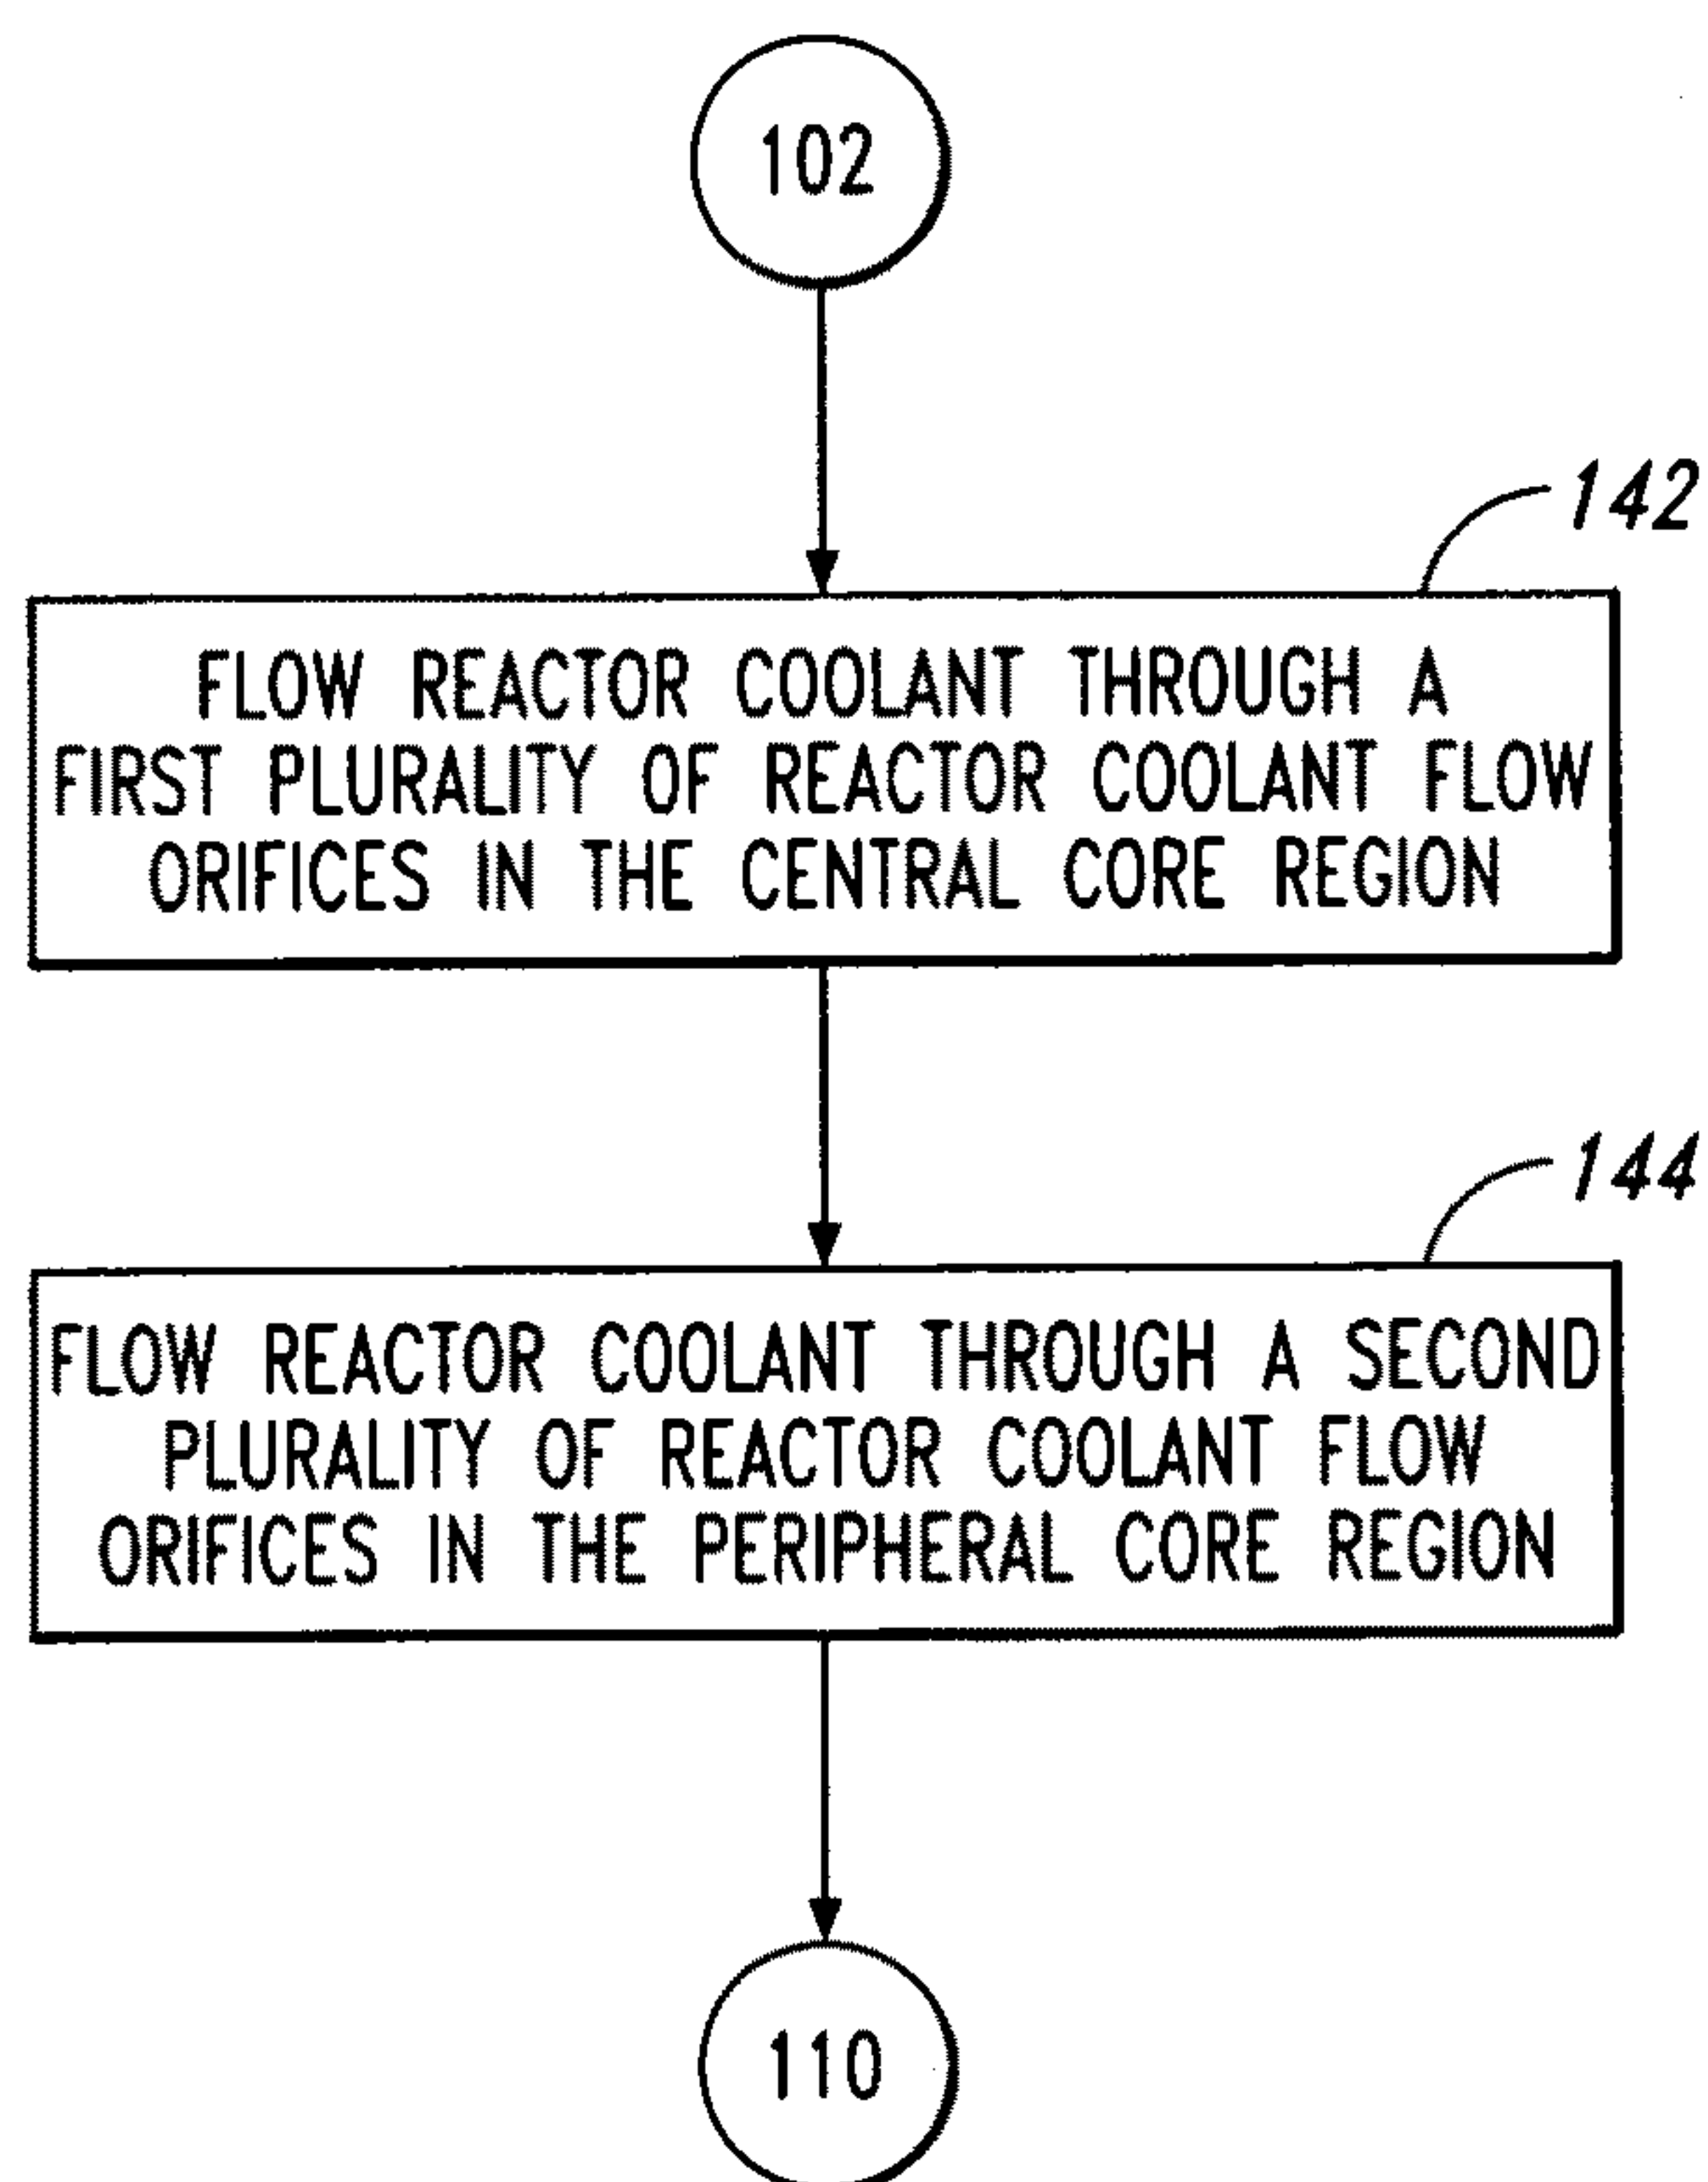 102
142
FLOW REACTOR COOLANT THROUGH A
FIRST PLURALITY OF REACTOR COOLANT FLOW
ORIFICES IN THE CENTRAL CORE REGION
144
FLOW REACTOR COOLANT THROUGH A SECOND
PLURALITY OF REACTOR COOLANT FLOW
ORIFICES IN THE PERIPHERAL CORE REGION
110